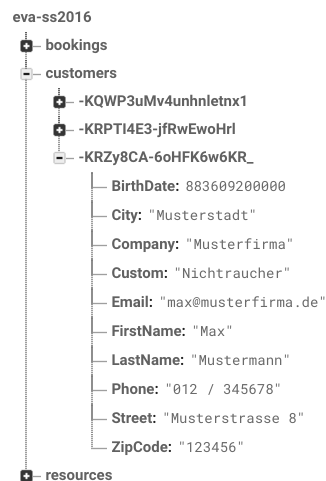 eva-ss2016
bookings
customers
-KQWP3uMv4unhnletnx1
-KRPTI4E3-jfRwEwoHrl
-KRZy8CA-6oHFK6w6KR_
BirthDate: 883609200000
City: "Musterstadt"
Company: "Musterfirma"
Custom: "Nichtraucher"
Email: "max@musterfirma.de"
FirstName: "Max"
LastName: "Mustermann"
Phone: "012 / 345678"
Street: "Musterstrasse 8"
ZipCode: "123456"
resources